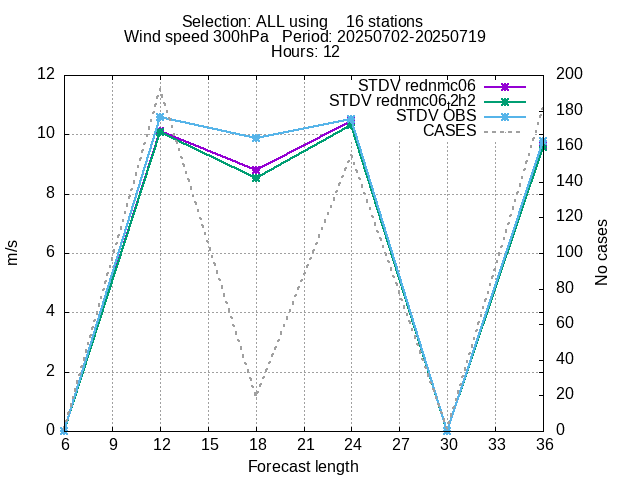 Selection: ALL using 16 stations
Wind speed 300hPa Period: 20250702-20250719
Hours: 12
STDV rednmc06
STDV rednmc06,2h2
STDV OBS
CASES
m/s
12
10
8
6
4
2
0
No cases
200
180
160
140
120
100
80
60
40
20
0
6 9 12 15 18 21 24 27 30 33 36
Forecast length